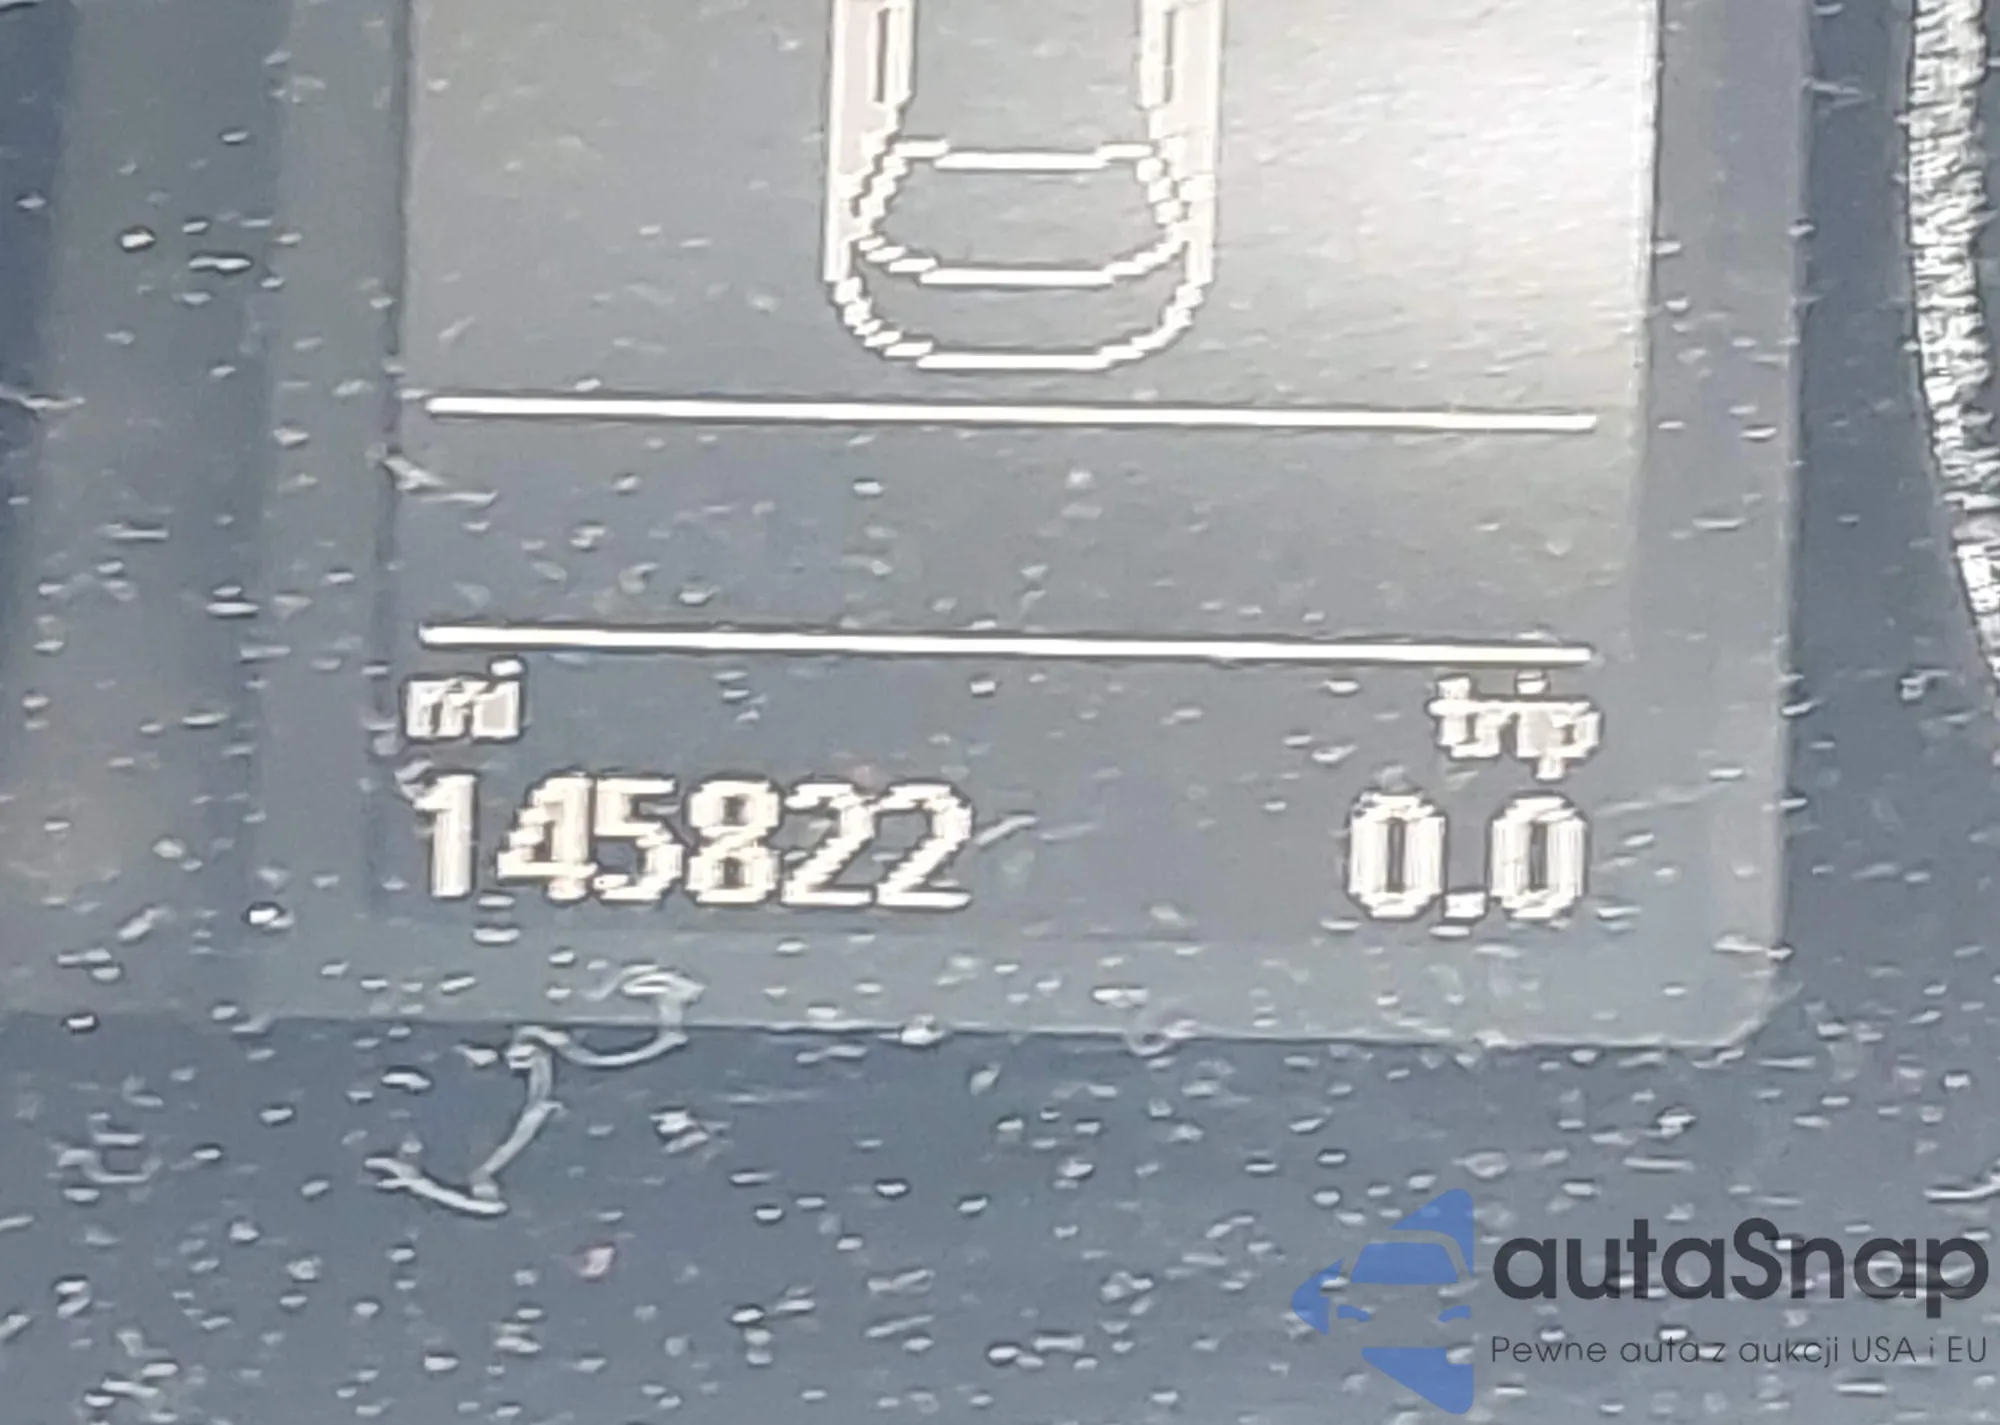 mi trip
145822 0.0
autaSnap
Pewne auta z aukcji USA i EU